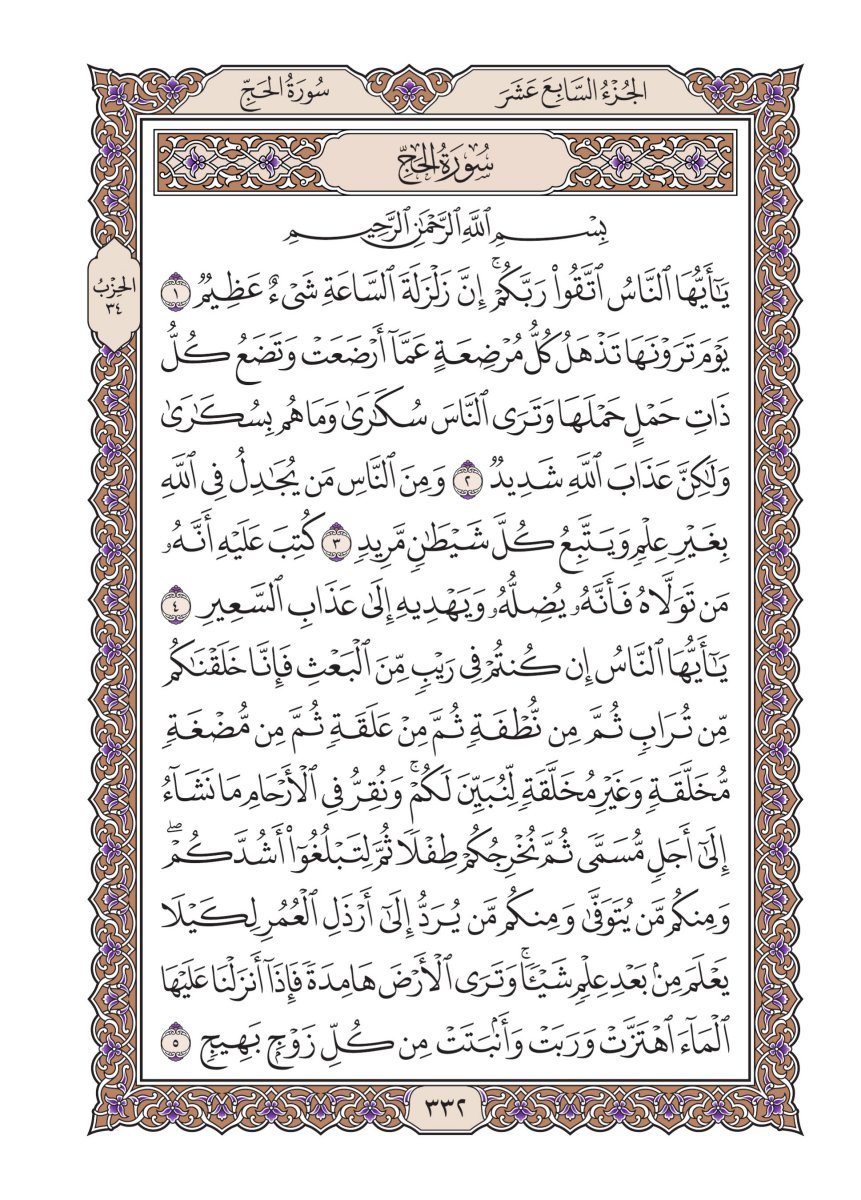 الجُزْءُ السَّابِعَ عَشَرَ
سُورَةُ الحَجِّ
سُورَةُ الحَجِّ
بِسْمِ ٱللَّهِ ٱلرَّحْمَٰنِ ٱلرَّحِيمِ
يَٰٓأَيُّهَا ٱلنَّاسُ ٱتَّقُوا۟ رَبَّكُمْۚ إِنَّ زَلْزَلَةَ ٱلسَّاعَةِ شَىْءٌ عَظِيمٌ ١
الحِزْبُ
٣٤
يَوْمَ تَرَوْنَهَا تَذْهَلُ كُلُّ مُرْضِعَةٍ عَمَّآ أَرْضَعَتْ وَتَضَعُ كُلُّ
ذَاتِ حَمْلٍ حَمْلَهَا وَتَرَى ٱلنَّاسَ سُكَٰرَىٰ وَمَا هُم بِسُكَٰرَىٰ
وَلَٰكِنَّ عَذَابَ ٱللَّهِ شَدِيدٌ ٢ وَمِنَ ٱلنَّاسِ مَن يُجَٰدِلُ فِى ٱللَّهِ
بِغَيْرِ عِلْمٍ وَيَتَّبِعُ كُلَّ شَيْطَٰنٍ مَّرِيدٍ ٣ كُتِبَ عَلَيْهِ أَنَّهُۥ
مَن تَوَلَّاهُ فَأَنَّهُۥ يُضِلُّهُۥ وَيَهْدِيهِ إِلَىٰ عَذَابِ ٱلسَّعِيرِ ٤
يَٰٓأَيُّهَا ٱلنَّاسُ إِن كُنتُمْ فِى رَيْبٍ مِّنَ ٱلْبَعْثِ فَإِنَّا خَلَقْنَٰكُم
مِّن تُرَابٍ ثُمَّ مِن نُّطْفَةٍ ثُمَّ مِنْ عَلَقَةٍ ثُمَّ مِن مُّضْغَةٍ
مُّخَلَّقَةٍ وَغَيْرِ مُخَلَّقَةٍ لِّنُبَيِّنَ لَكُمْۚ وَنُقِرُّ فِى ٱلْأَرْحَامِ مَا نَشَآءُ
إِلَىٰٓ أَجَلٍ مُّسَمًّى ثُمَّ نُخْرِجُكُمْ طِفْلًا ثُمَّ لِتَبْلُغُوٓا۟ أَشُدَّكُمْۖ
وَمِنكُم مَّن يُتَوَفَّىٰ وَمِنكُم مَّن يُرَدُّ إِلَىٰٓ أَرْذَلِ ٱلْعُمُرِ لِكَيْلَا
يَعْلَمَ مِنۢ بَعْدِ عِلْمٍ شَيْـًٔاۚ وَتَرَى ٱلْأَرْضَ هَامِدَةً فَإِذَآ أَنزَلْنَا عَلَيْهَا
ٱلْمَآءَ ٱهْتَزَّتْ وَرَبَتْ وَأَنۢبَتَتْ مِن كُلِّ زَوْجٍۭ بَهِيجٍ ٥
٣٣٢